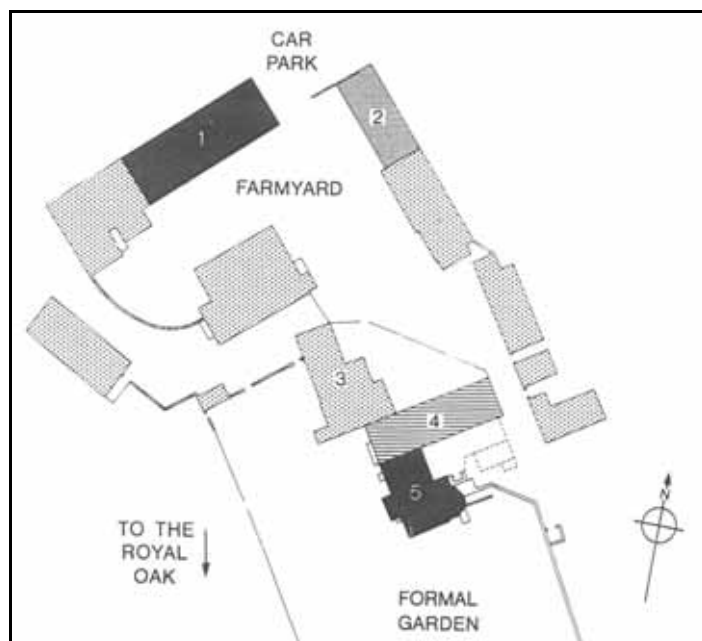 CAR
PARK
1
2
FARMYARD
3
4
5
N
TO THE
ROYAL
OAK
FORMAL
GARDEN